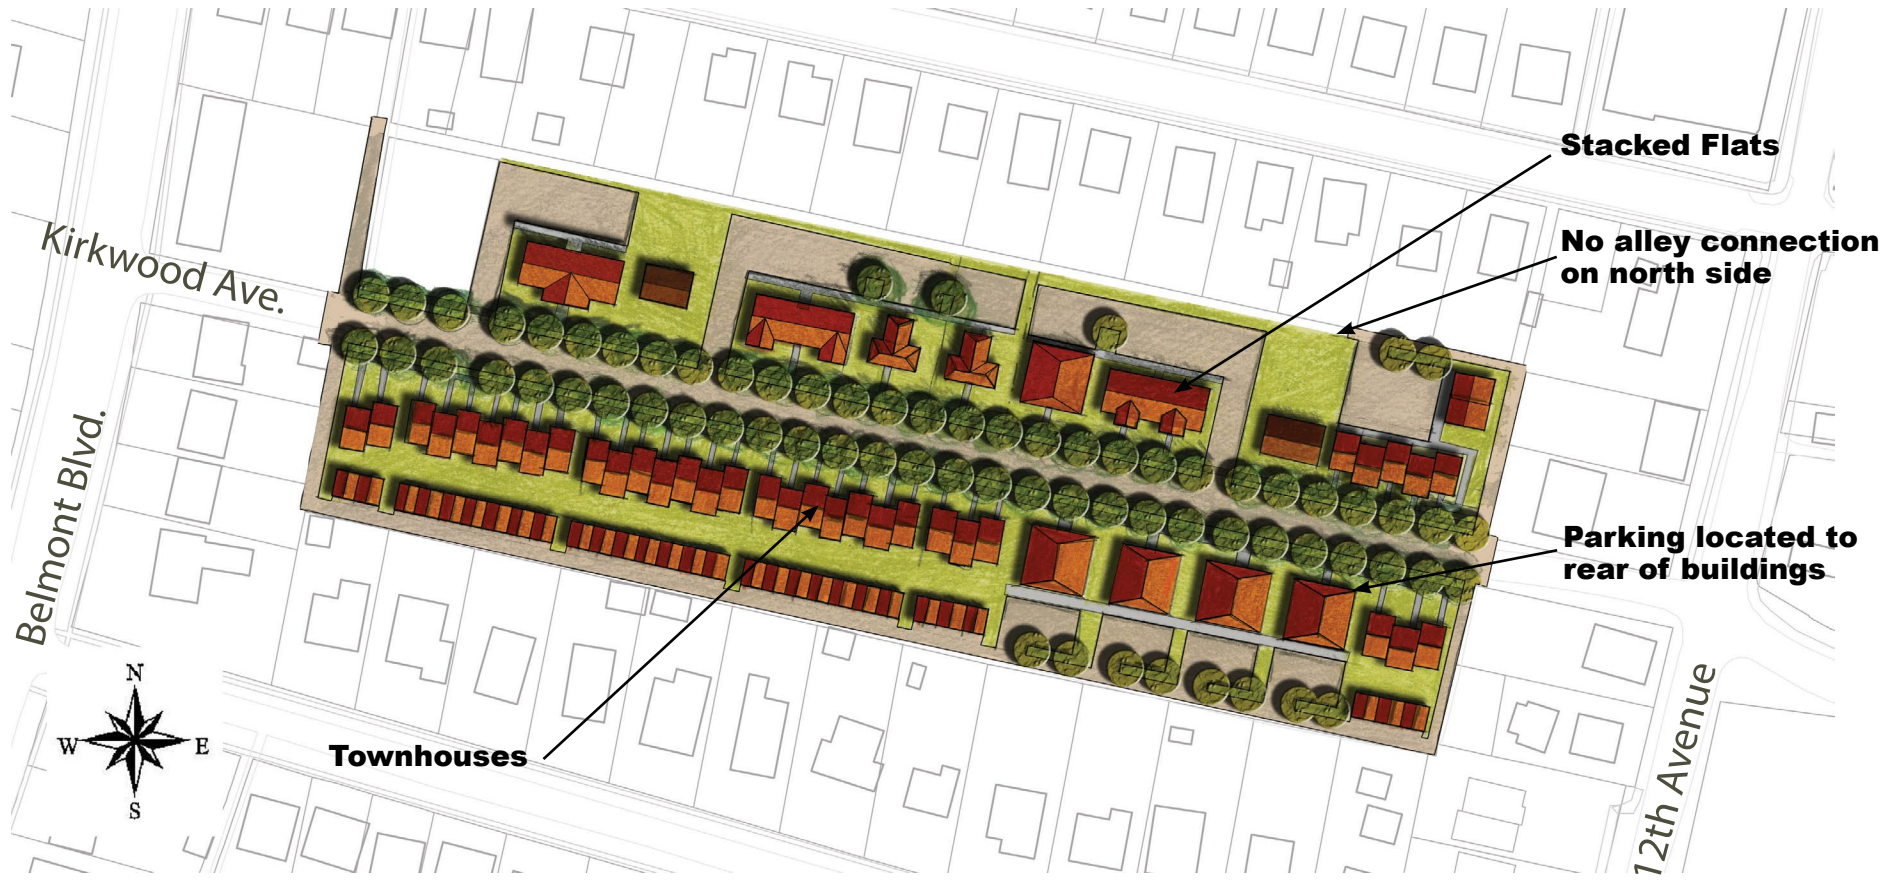 Stacked Flats
No alley connection
on north side
Kirkwood Ave.
Belmont Blvd.
Parking located to
rear of buildings
Townhouses
12th Avenue
N
W E
S